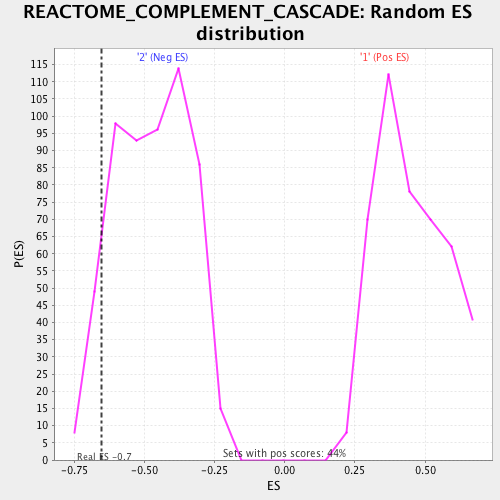 REACTOME_COMPLEMENT_CASCADE: Random ES
distribution
'2' (Neg ES)
'1' (Pos ES)
115
110
105
100
95
90
85
80
75
70
65
60
55
50
45
40
35
30
25
20
15
10
5
0
P(ES)
Real ES -0.7
Sets with pos scores: 44%
-0.75 -0.50 -0.25 0.00 0.25 0.50
ES